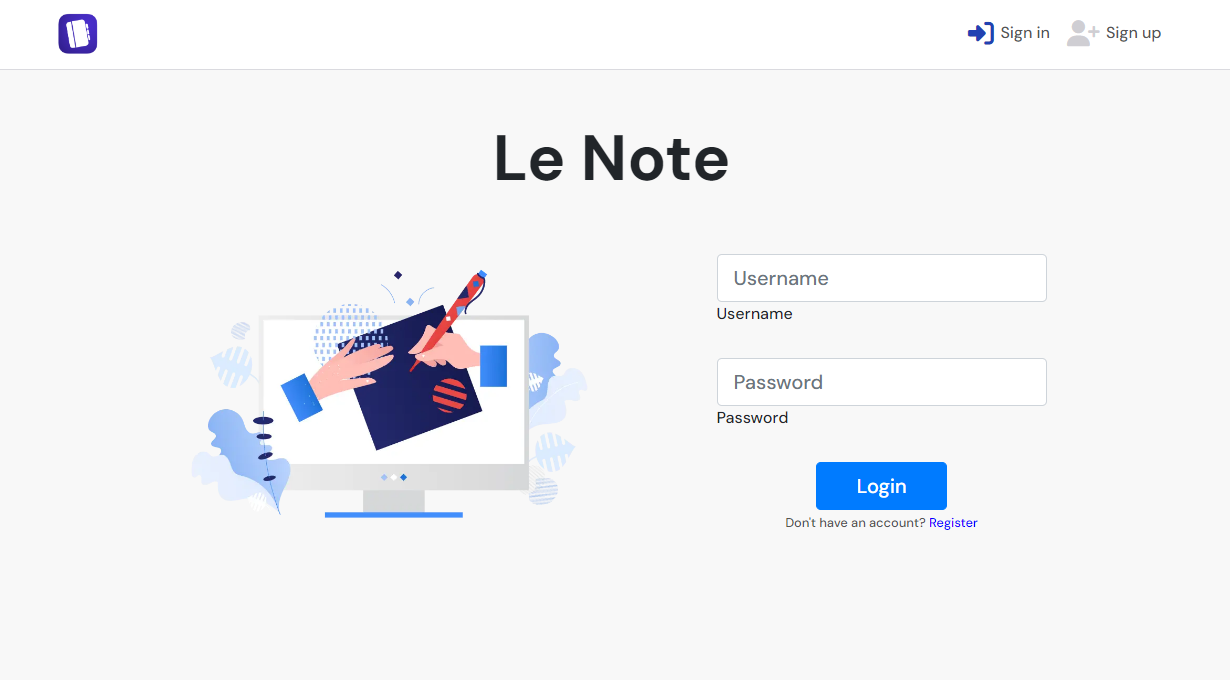 Sign in
Sign up
Le Note
Username
Username
Password
Password
Login
Don't have an account? Register